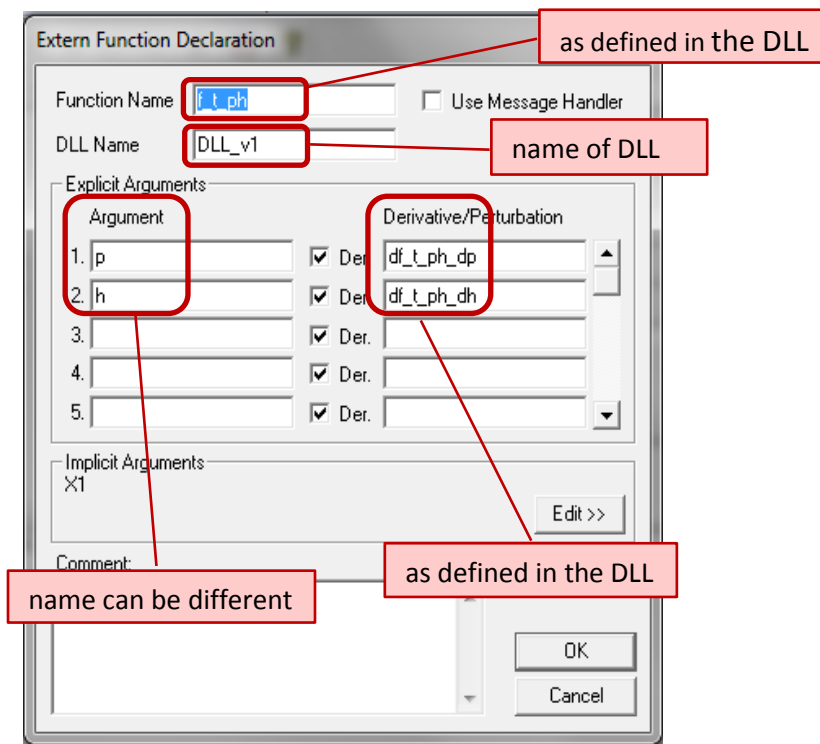 Extern Function Declaration
as defined in the DLL
Function Name f_t_ph Use Message Handler
DLL Name DLL_v1
name of DLL
Explicit Arguments
Argument Derivative/Perturbation
1. p Der df_t_ph_dp
2. h Der df_t_ph_dh
3. Der.
4. Der.
5. Der.
Implicit Arguments
X1
Edit >>
Comment:
as defined in the DLL
name can be different
OK
Cancel